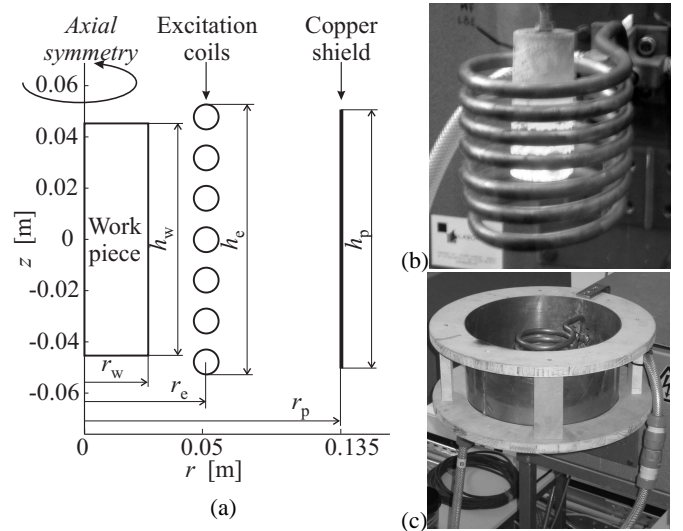 Axial
symmetry
Excitation
coils
Copper
shield
0.06
0.04
0.02
0
-0.02
-0.04
-0.06
z [m]
Work
piece
h_w
h_e
h_p
r_w
r_e
r_p
0
0.05
0.135
r [m]
(a)
(b)
(c)